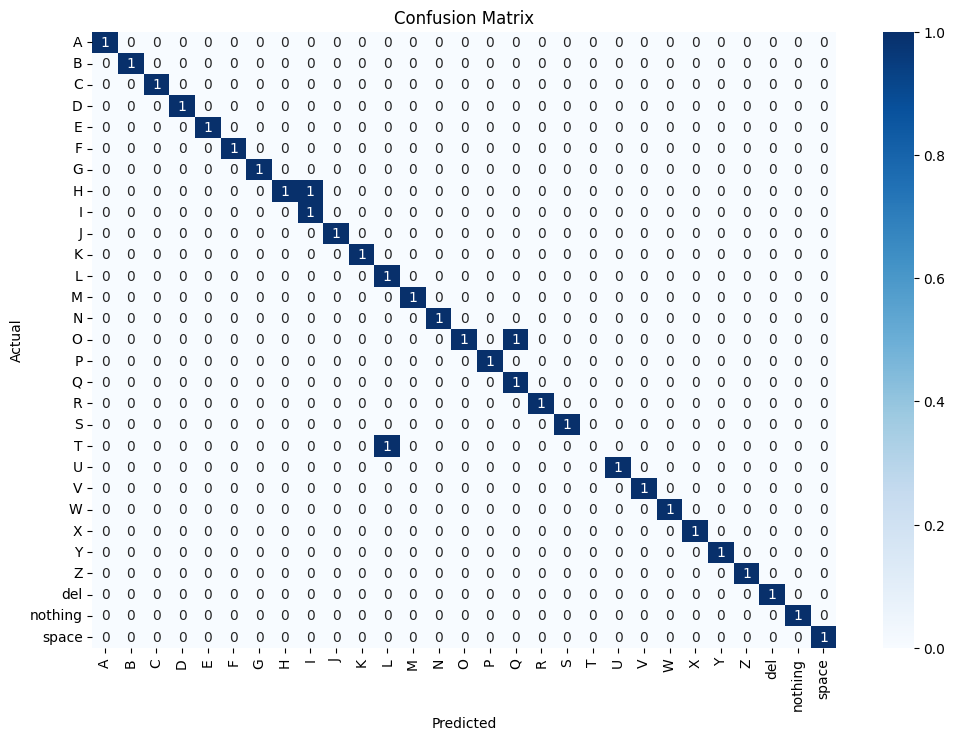 Confusion Matrix
A 1 0 0 0 0 0 0 0 0 0 0 0 0 0 0 0 0 0 0 0 0 0 0 0 0 0 0 0 0
B 0 1 0 0 0 0 0 0 0 0 0 0 0 0 0 0 0 0 0 0 0 0 0 0 0 0 0 0 0
C 0 0 1 0 0 0 0 0 0 0 0 0 0 0 0 0 0 0 0 0 0 0 0 0 0 0 0 0 0
D 0 0 0 1 0 0 0 0 0 0 0 0 0 0 0 0 0 0 0 0 0 0 0 0 0 0 0 0 0
E 0 0 0 0 1 0 0 0 0 0 0 0 0 0 0 0 0 0 0 0 0 0 0 0 0 0 0 0 0
F 0 0 0 0 0 1 0 0 0 0 0 0 0 0 0 0 0 0 0 0 0 0 0 0 0 0 0 0 0
G 0 0 0 0 0 0 1 0 0 0 0 0 0 0 0 0 0 0 0 0 0 0 0 0 0 0 0 0 0
H 0 0 0 0 0 0 0 1 1 0 0 0 0 0 0 0 0 0 0 0 0 0 0 0 0 0 0 0 0
I 0 0 0 0 0 0 0 0 1 0 0 0 0 0 0 0 0 0 0 0 0 0 0 0 0 0 0 0 0
J 0 0 0 0 0 0 0 0 0 1 0 0 0 0 0 0 0 0 0 0 0 0 0 0 0 0 0 0 0
K 0 0 0 0 0 0 0 0 0 0 1 0 0 0 0 0 0 0 0 0 0 0 0 0 0 0 0 0 0
L 0 0 0 0 0 0 0 0 0 0 0 1 0 0 0 0 0 0 0 0 0 0 0 0 0 0 0 0 0
M 0 0 0 0 0 0 0 0 0 0 0 0 1 0 0 0 0 0 0 0 0 0 0 0 0 0 0 0 0
N 0 0 0 0 0 0 0 0 0 0 0 0 0 1 0 0 0 0 0 0 0 0 0 0 0 0 0 0 0
O 0 0 0 0 0 0 0 0 0 0 0 0 0 0 1 0 1 0 0 0 0 0 0 0 0 0 0 0 0
P 0 0 0 0 0 0 0 0 0 0 0 0 0 0 0 1 0 0 0 0 0 0 0 0 0 0 0 0 0
Q 0 0 0 0 0 0 0 0 0 0 0 0 0 0 0 0 1 0 0 0 0 0 0 0 0 0 0 0 0
R 0 0 0 0 0 0 0 0 0 0 0 0 0 0 0 0 0 1 0 0 0 0 0 0 0 0 0 0 0
S 0 0 0 0 0 0 0 0 0 0 0 0 0 0 0 0 0 0 1 0 0 0 0 0 0 0 0 0 0
T 0 0 0 0 0 0 0 0 0 0 0 1 0 0 0 0 0 0 0 0 0 0 0 0 0 0 0 0 0
U 0 0 0 0 0 0 0 0 0 0 0 0 0 0 0 0 0 0 0 0 1 0 0 0 0 0 0 0 0
V 0 0 0 0 0 0 0 0 0 0 0 0 0 0 0 0 0 0 0 0 0 1 0 0 0 0 0 0 0
W 0 0 0 0 0 0 0 0 0 0 0 0 0 0 0 0 0 0 0 0 0 0 1 0 0 0 0 0 0
X 0 0 0 0 0 0 0 0 0 0 0 0 0 0 0 0 0 0 0 0 0 0 0 1 0 0 0 0 0
Y 0 0 0 0 0 0 0 0 0 0 0 0 0 0 0 0 0 0 0 0 0 0 0 0 1 0 0 0 0
Z 0 0 0 0 0 0 0 0 0 0 0 0 0 0 0 0 0 0 0 0 0 0 0 0 0 1 0 0 0
del 0 0 0 0 0 0 0 0 0 0 0 0 0 0 0 0 0 0 0 0 0 0 0 0 0 0 1 0 0
nothing 0 0 0 0 0 0 0 0 0 0 0 0 0 0 0 0 0 0 0 0 0 0 0 0 0 0 0 1 0
space 0 0 0 0 0 0 0 0 0 0 0 0 0 0 0 0 0 0 0 0 0 0 0 0 0 0 0 0 1
A B C D E F G H I J K L M N O P Q R S T U V W X Y Z del nothing space
Actual
Predicted
1.0
0.8
0.6
0.4
0.2
0.0